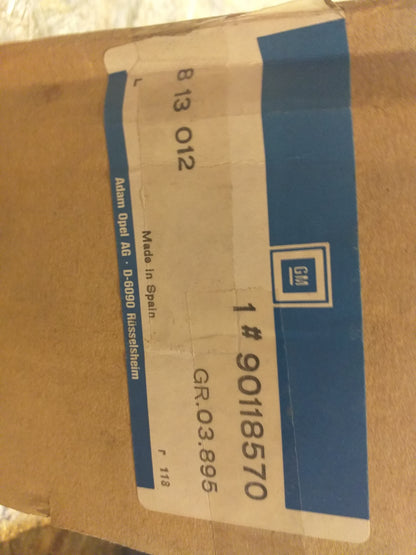 GM
1 # 90118570
GR.03.895
8 13 012
Made in Spain
L
r 118
Adam Opel AG · D-6090 Rüsselsheim